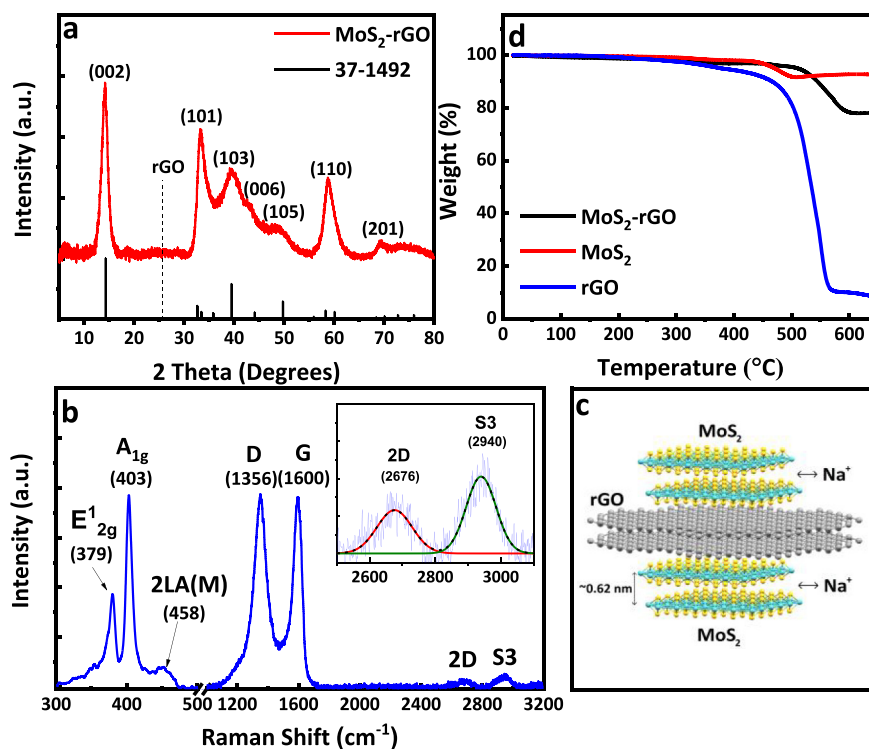 a
MoS₂-rGO
37-1492
(002)
(101)
rGO
(103)
(006)
(105)
(110)
(201)
Intensity (a.u.)
5 10 20 30 40 50 60 70 80
2 Theta (Degrees)
d
100
80
60
40
20
0
Weight (%)
MoS₂-rGO
MoS₂
rGO
0 100 200 300 400 500 600
Temperature (°C)
b
A₁g
(403)
E¹₂g
(379)
2LA(M)
(458)
D
(1356)
G
(1600)
2D
S3
Intensity (a.u.)
300 400 500 1200 1600 2000 2400 2800 3200
Raman Shift (cm⁻¹)
2D
(2676)
S3
(2940)
2600 2800 3000
c
MoS₂
Na⁺
rGO
~0.62 nm
Na⁺
MoS₂